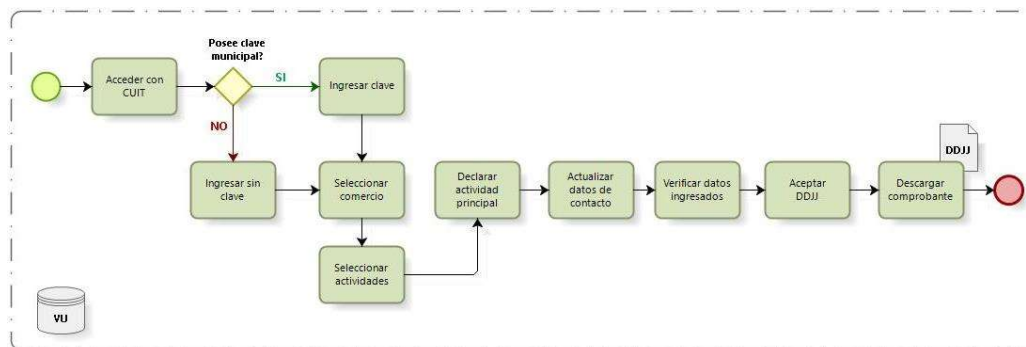 Posee clave
municipal?
Acceder con
CUIT
SI
Ingresar clave
NO
Ingresar sin
clave
Seleccionar
comercio
Seleccionar
actividades
Declarar
actividad
principal
Actualizar
datos de
contacto
Verificar datos
ingresados
Aceptar
DDJJ
DDJJ
Descargar
comprobante
VU